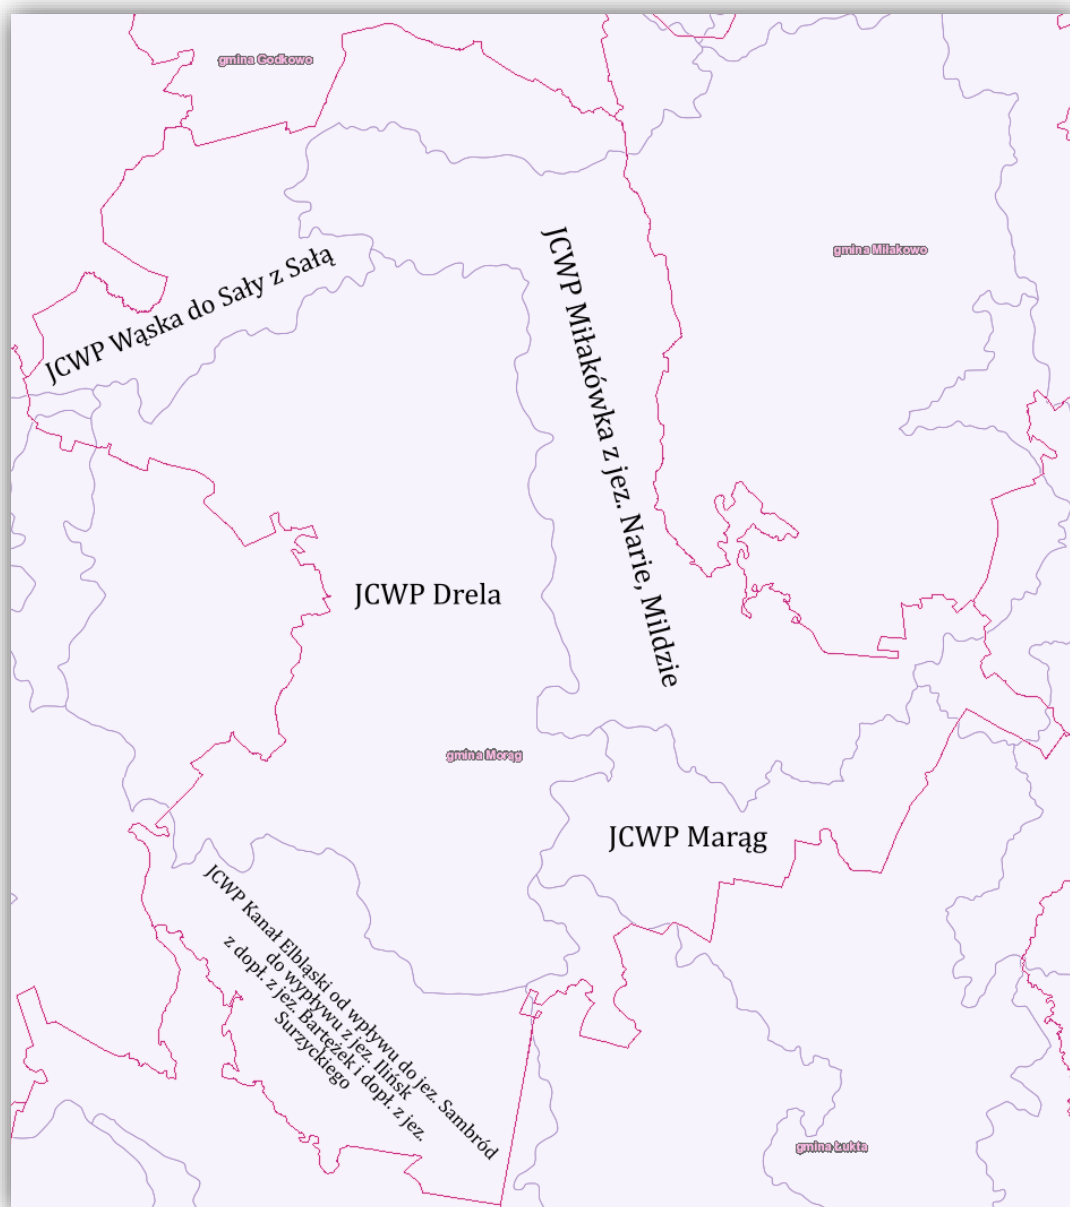 gmina Godkowo
gmina Miłakowo
JCWP Wąska do Sały z Sałą
JCWP Miłakówka z jez. Narie, Mildzie
JCWP Drela
gmina Morąg
JCWP Marąg
JCWP Kanał Elbląski od wpływu do jez. Sambród
do wypływu z jez. Ilińsk
z dopł. z jez. Bartężek i dopł. z jez.
Surzyckiego
gmina Łukta